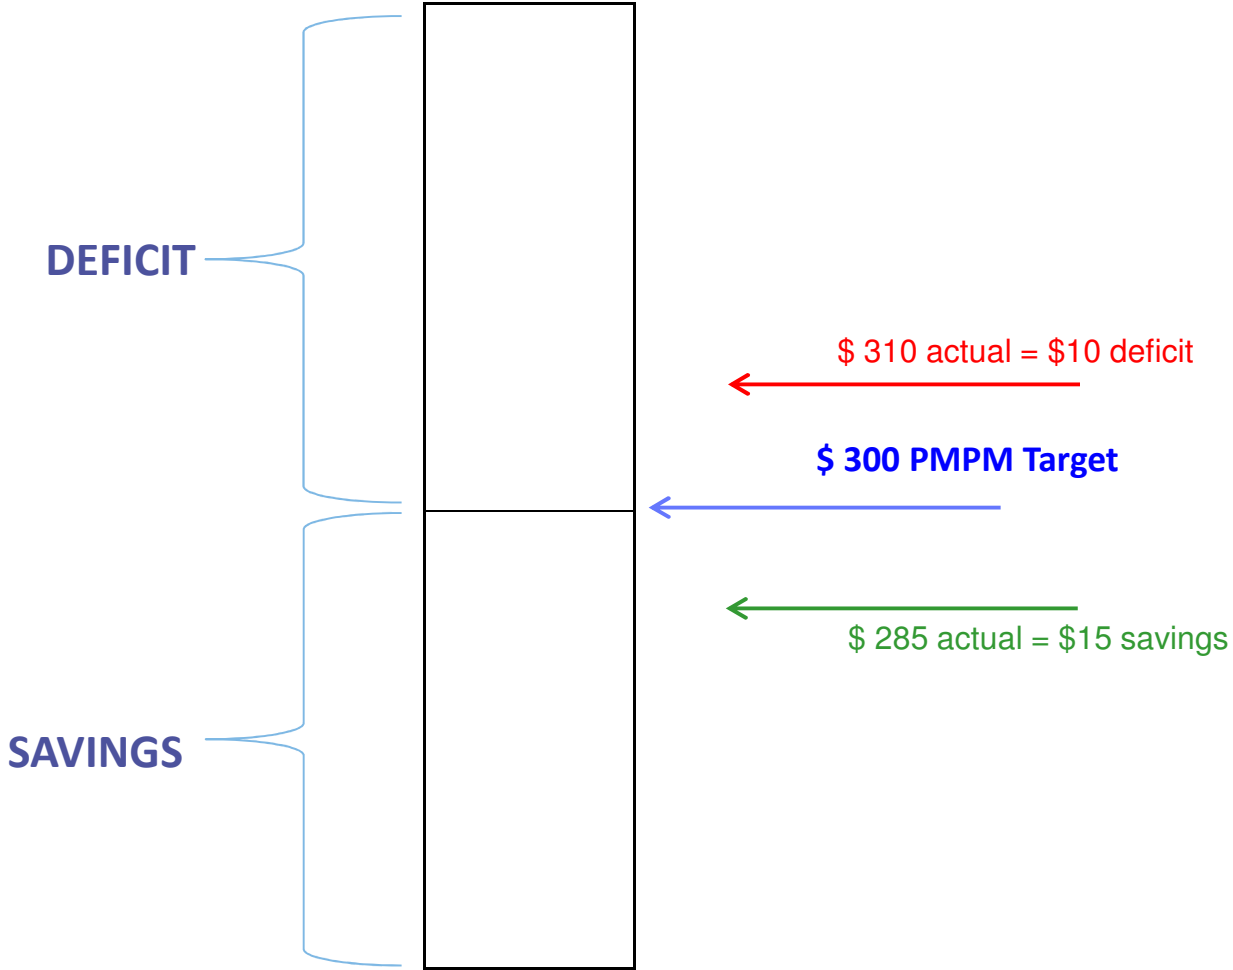 DEFICIT
$ 310 actual = $10 deficit
$ 300 PMPM Target
$ 285 actual = $15 savings
SAVINGS